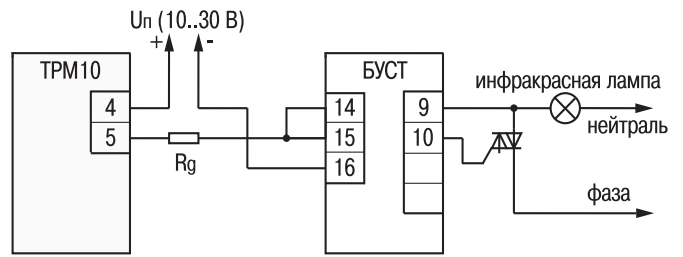 Uп (10..30 В)
+ -
ТРМ10
БУСТ
инфракрасная лампа
4
14
9
нейтраль
5
Rg
15
10
16
фаза